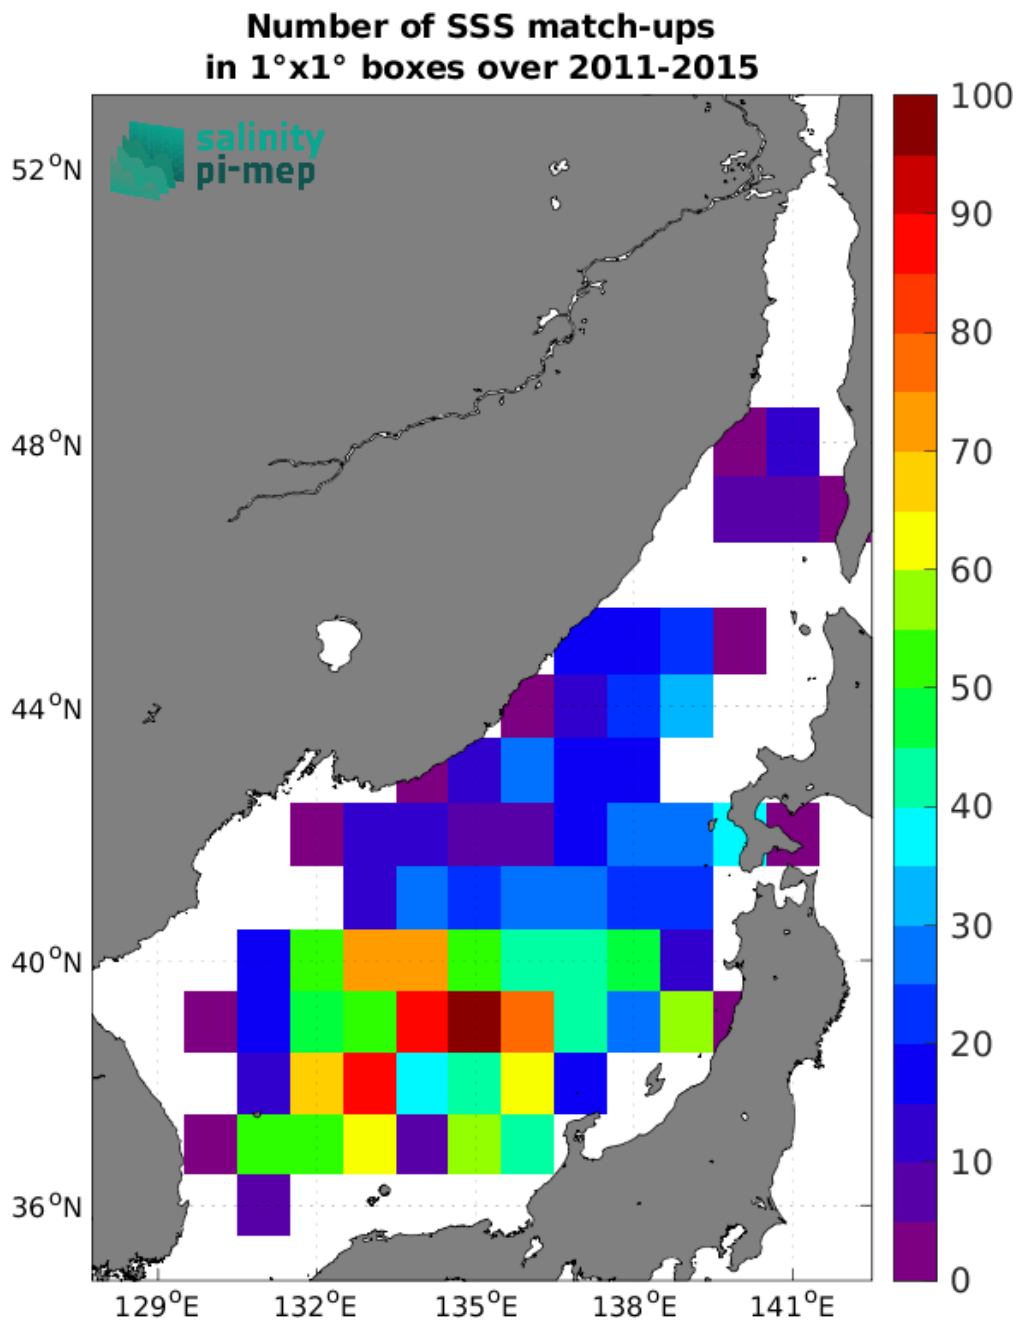 Number of SSS match-ups
in 1°x1° boxes over 2011-2015
salinity
pi-mep
52°N
48°N
44°N
40°N
36°N
129°E 132°E 135°E 138°E 141°E
100
90
80
70
60
50
40
30
20
10
0